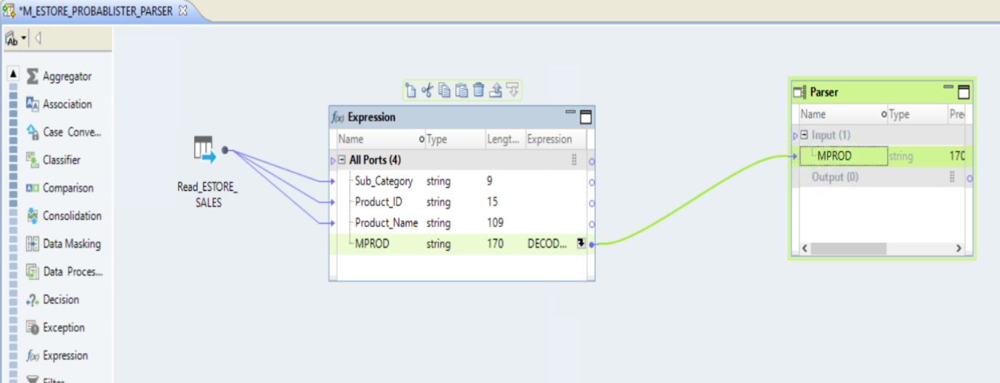 *M_ESTORE_PROBABLISTER_PARSER
Ab
Aggregator
Association
Case Conve...
Classifier
Comparison
Consolidation
Data Masking
Data Proces...
Decision
Exception
f(x) Expression
Filter
Read_ESTORE_
SALES
f(x) Expression
Name Type Lengt... Expression
All Ports (4)
Sub_Category string 9
Product_ID string 15
Product_Name string 109
MPROD string 170 DECOD...
Parser
Name Type Pre
Input (1)
MPROD string 170
Output (0)